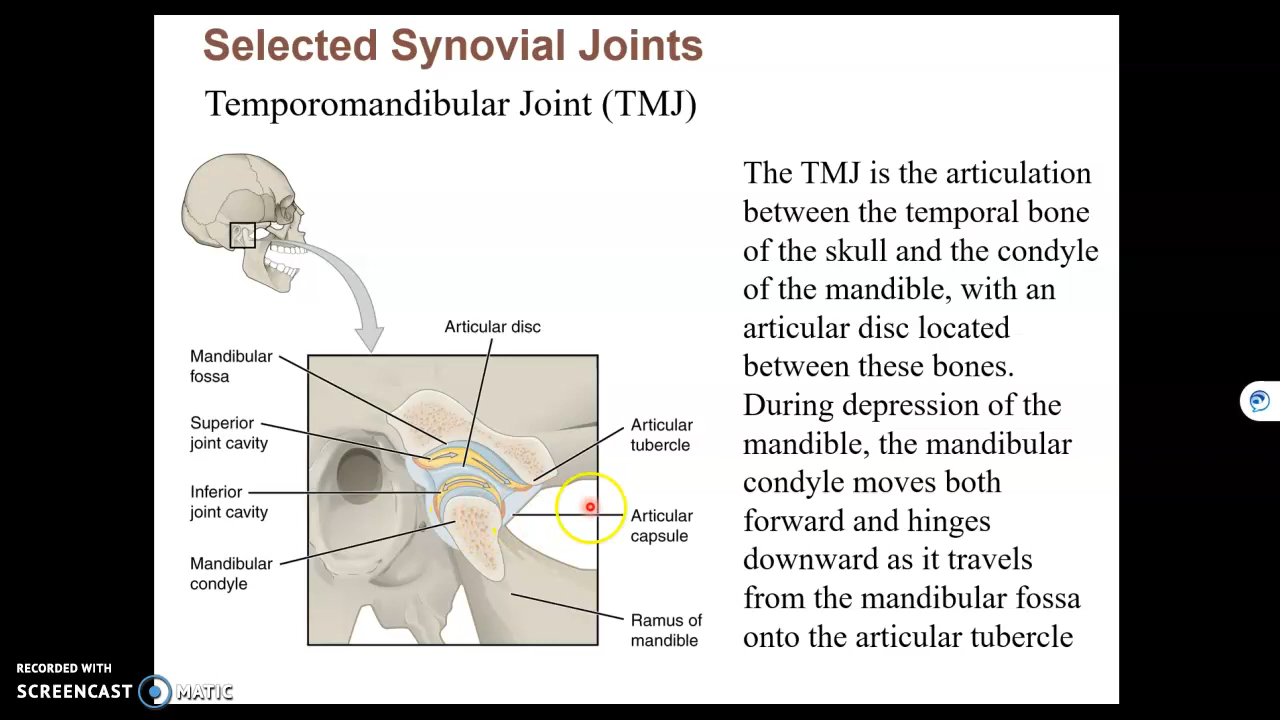 Selected Synovial Joints
Temporomandibular Joint (TMJ)
The TMJ is the articulation
between the temporal bone
of the skull and the condyle
of the mandible, with an
articular disc located
between these bones.
During depression of the
mandible, the mandibular
condyle moves both
forward and hinges
downward as it travels
from the mandibular fossa
onto the articular tubercle
Articular disc
Mandibular
fossa
Superior
joint cavity
Inferior
joint cavity
Mandibular
condyle
Articular
tubercle
Articular
capsule
Ramus of
mandible
RECORDED WITH
SCREENCAST MATIC